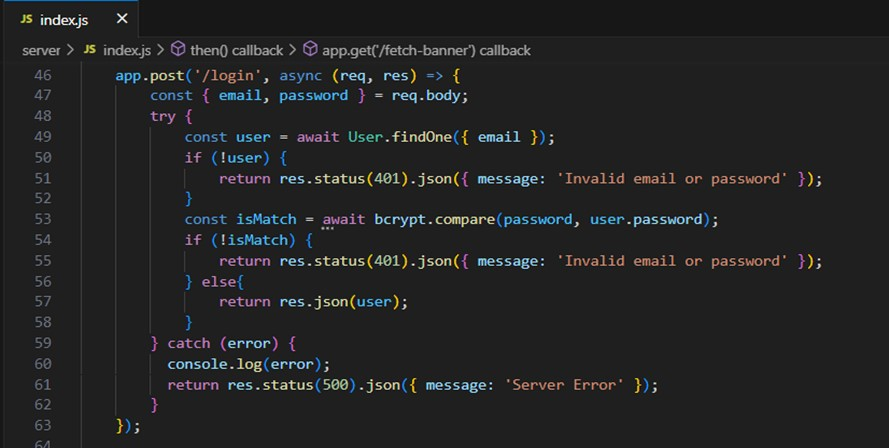 JS index.js ×
server > JS index.js > then() callback > app.get('/fetch-banner') callback
46 app.post('/login', async (req, res) => {
47 const { email, password } = req.body;
48 try {
49 const user = await User.findOne({ email });
50 if (!user) {
51 return res.status(401).json({ message: 'Invalid email or password' });
52 }
53 const isMatch = await bcrypt.compare(password, user.password);
54 if (!isMatch) {
55 return res.status(401).json({ message: 'Invalid email or password' });
56 } else{
57 return res.json(user);
58 }
59 } catch (error) {
60 console.log(error);
61 return res.status(500).json({ message: 'Server Error' });
62 }
63 });
64